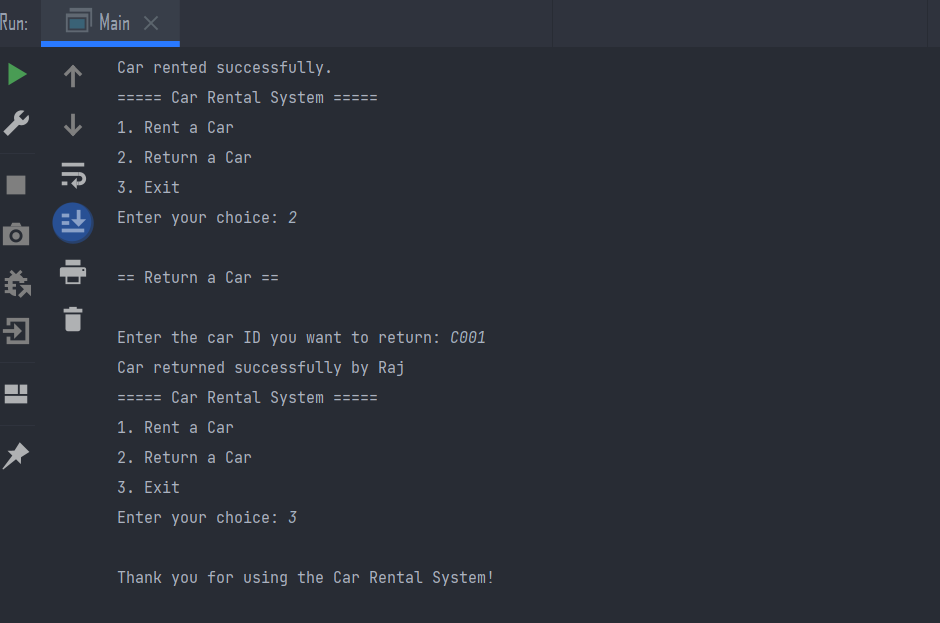 Run: Main
Car rented successfully.
===== Car Rental System =====
1. Rent a Car
2. Return a Car
3. Exit
Enter your choice: 2
== Return a Car ==
Enter the car ID you want to return: C001
Car returned successfully by Raj
===== Car Rental System =====
1. Rent a Car
2. Return a Car
3. Exit
Enter your choice: 3
Thank you for using the Car Rental System!